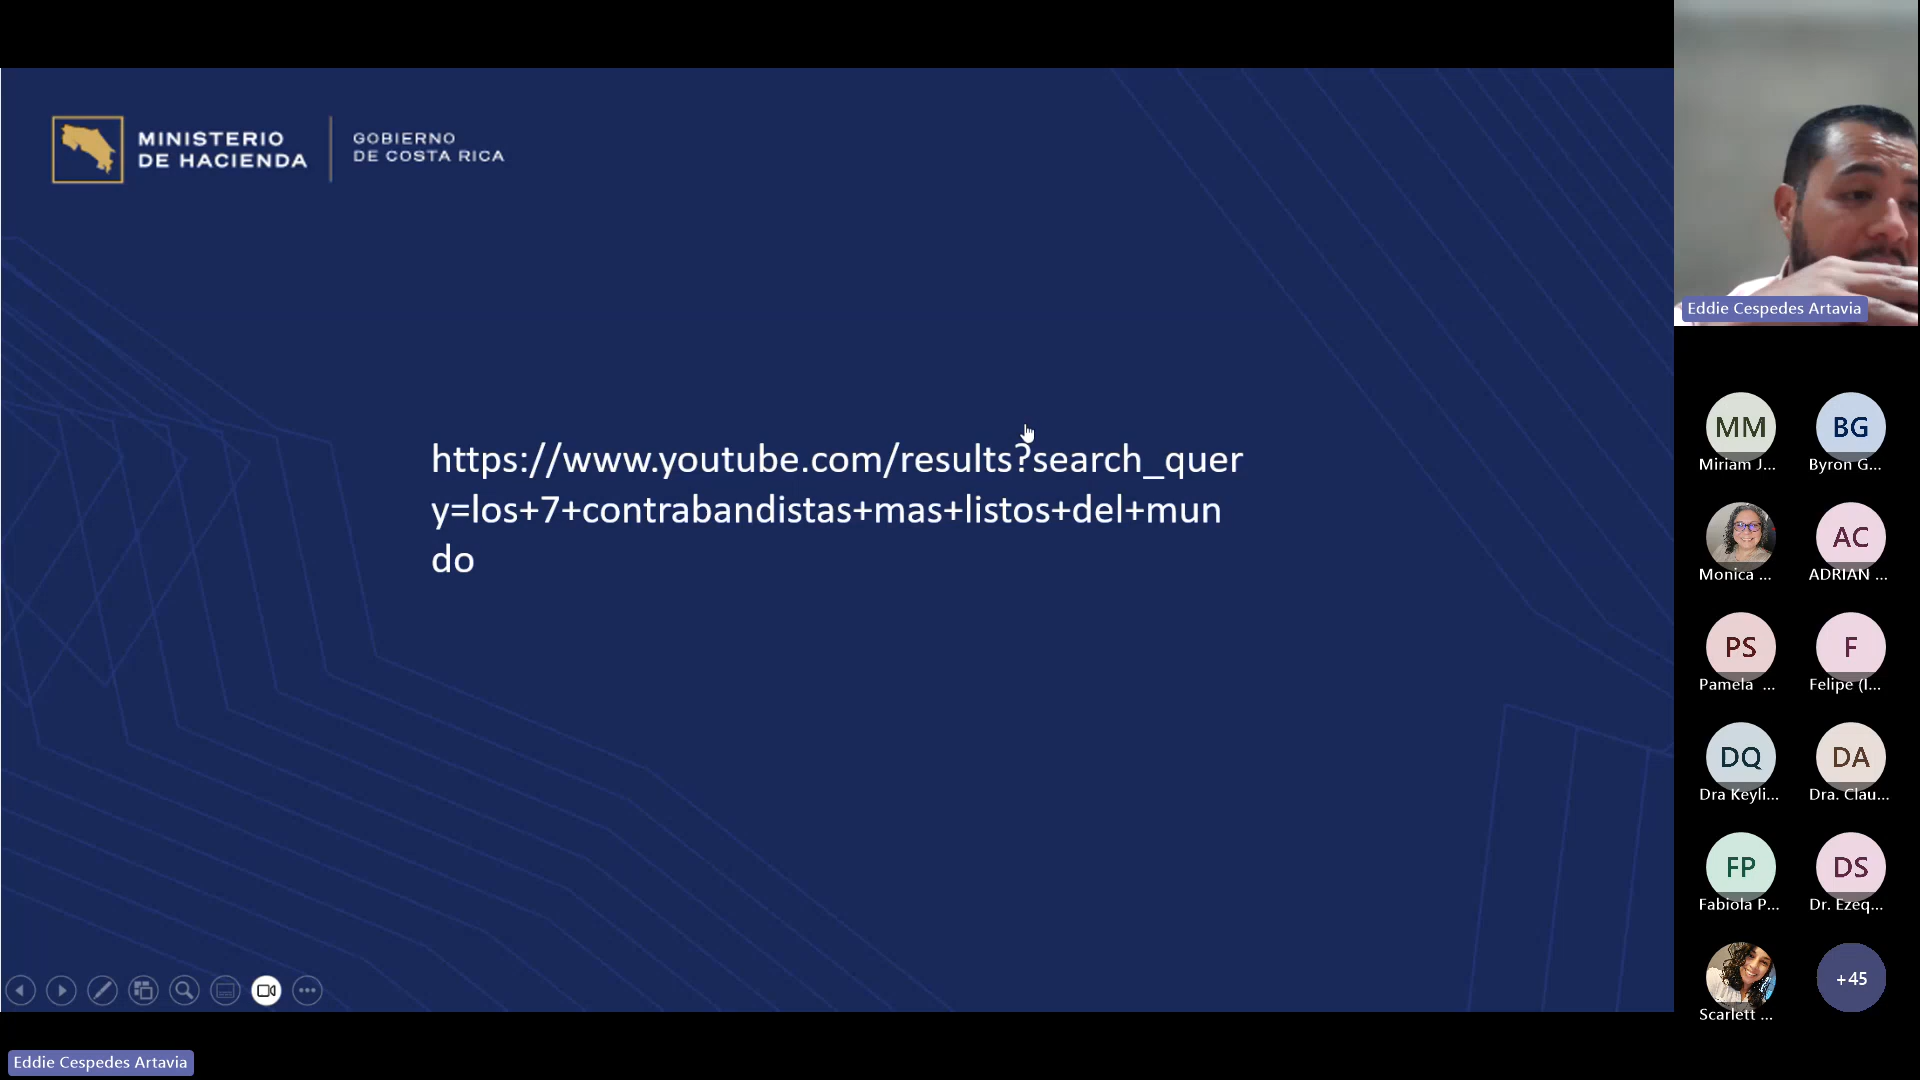 MINISTERIO
DE HACIENDA
GOBIERNO
DE COSTA RICA
https://www.youtube.com/results?search_quer
y=los+7+contrabandistas+mas+listos+del+mun
do
Eddie Cespedes Artavia
MM
BG
Miriam J...
Byron G...
AC
Monica ...
ADRIAN ...
PS
F
Pamela ...
Felipe (I...
DQ
DA
Dra Keyli...
Dra. Clau...
FP
DS
Fabiola P...
Dr. Ezeq...
+45
Scarlett ...
Eddie Cespedes Artavia